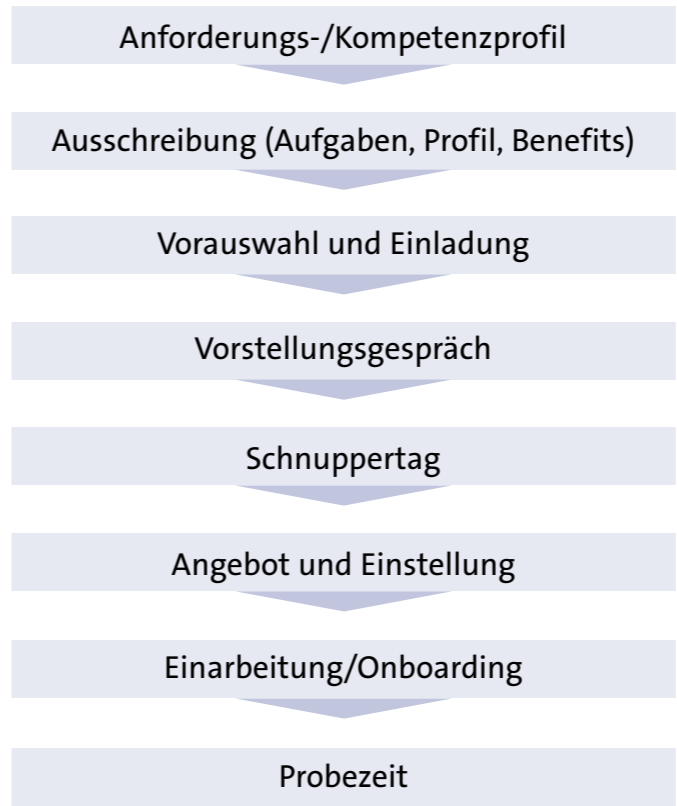 Anforderungs-/Kompetenzprofil
Ausschreibung (Aufgaben, Profil, Benefits)
Vorauswahl und Einladung
Vorstellungsgespräch
Schnuppertag
Angebot und Einstellung
Einarbeitung/Onboarding
Probezeit